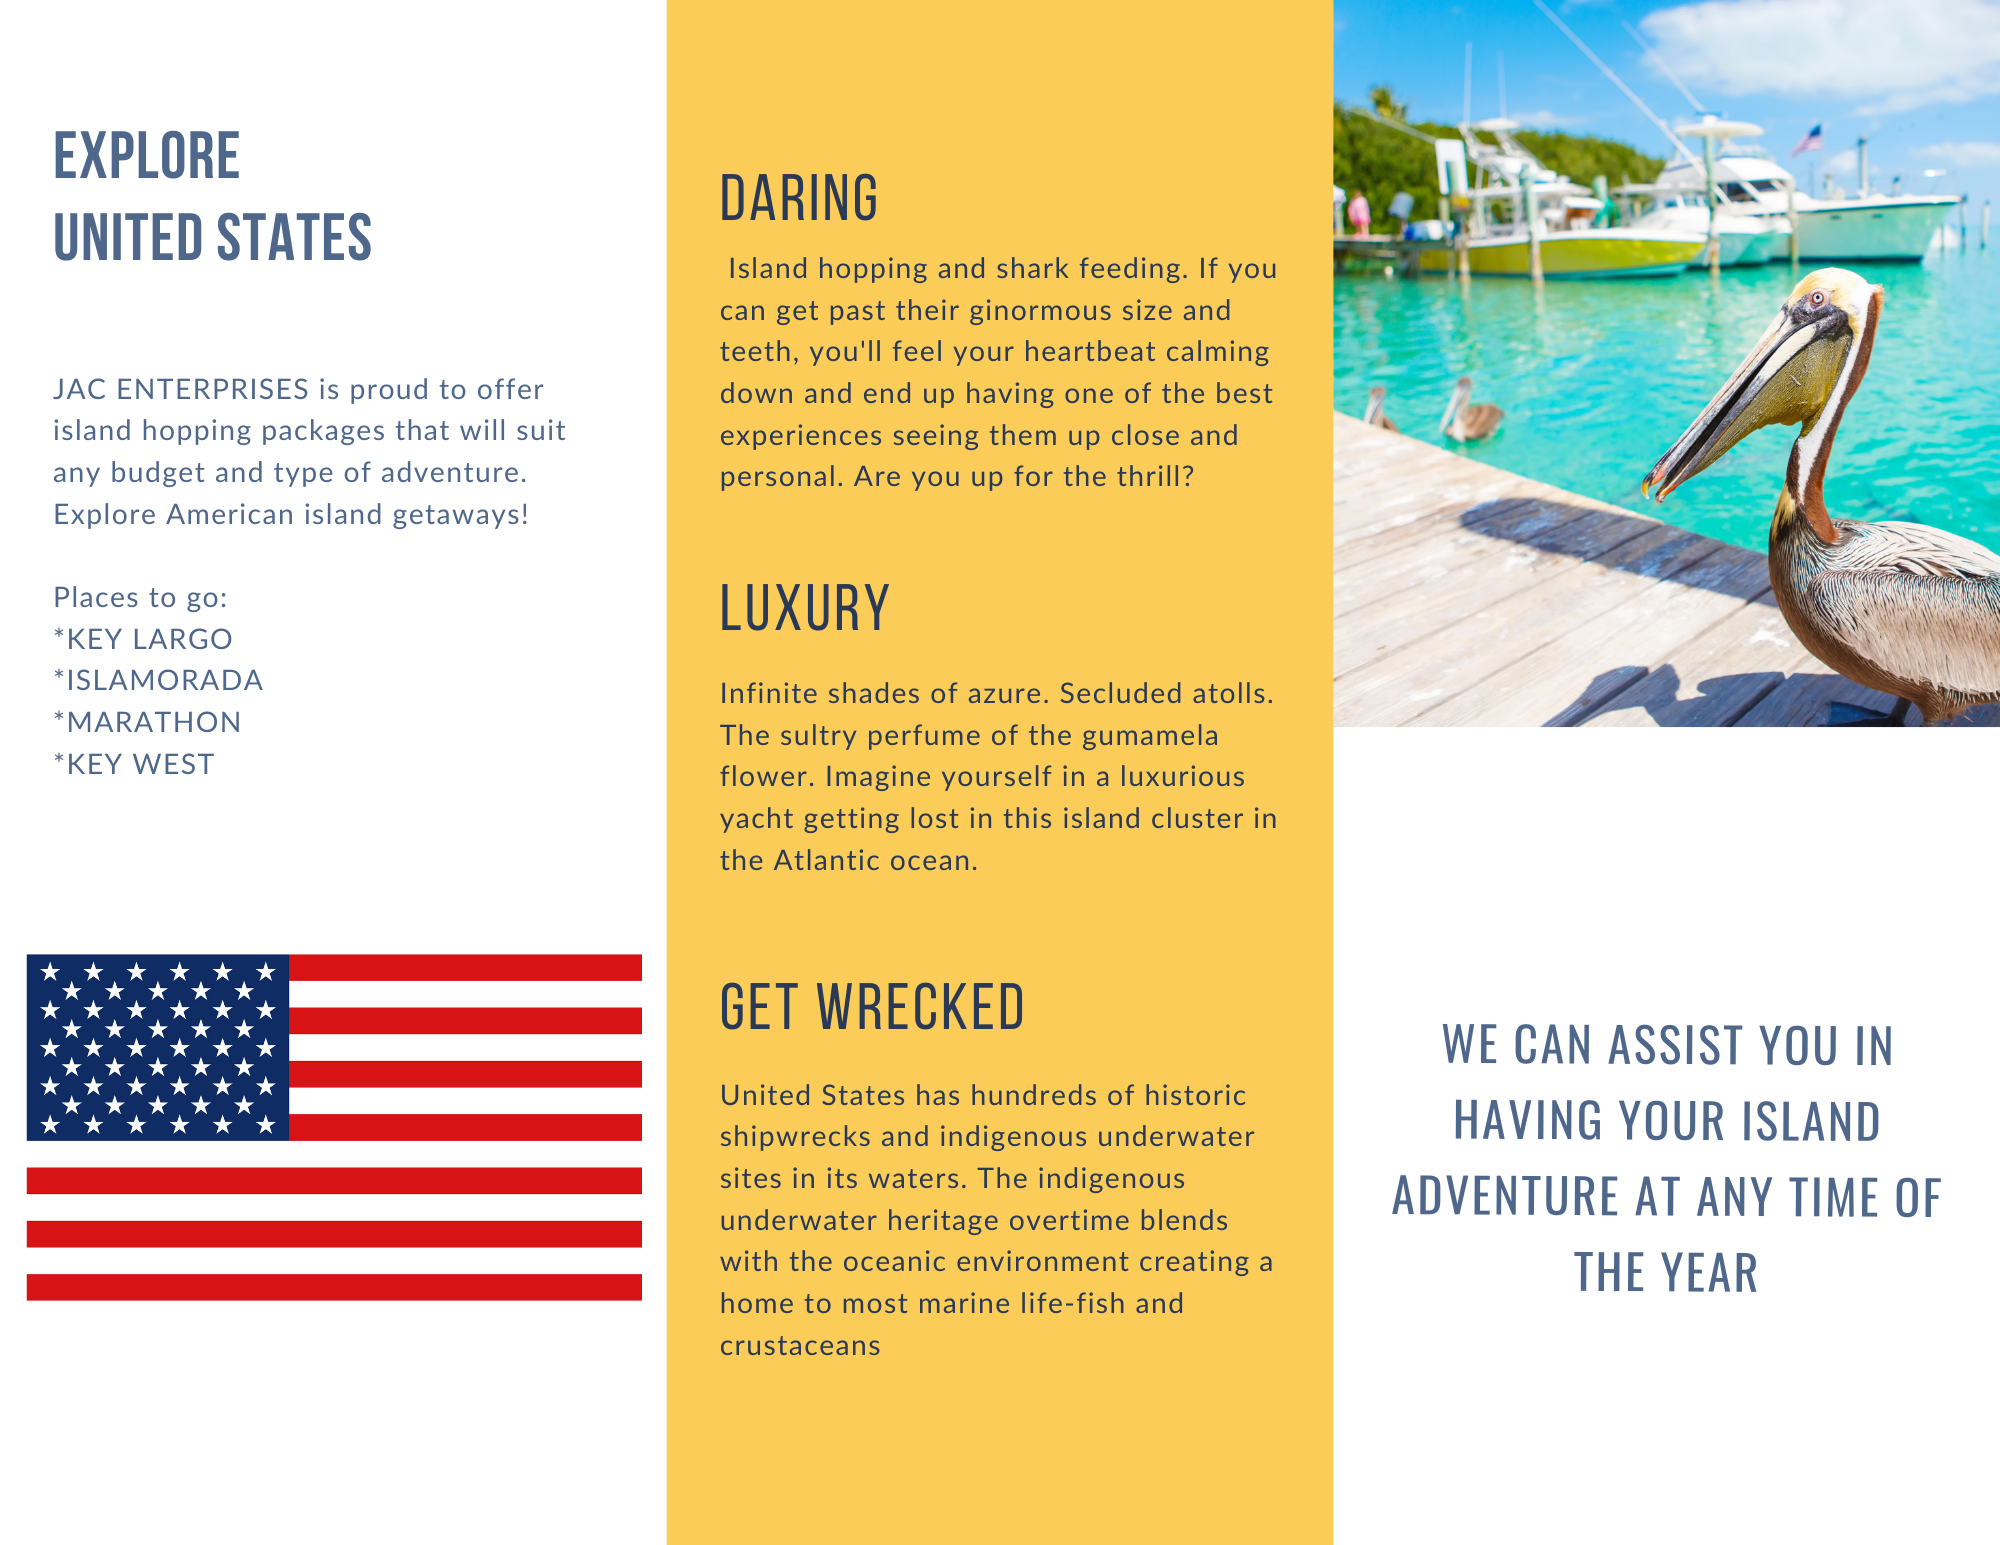 EXPLORE
UNITED STATES
JAC ENTERPRISES is proud to offer
island hopping packages that will suit
any budget and type of adventure.
Explore American island getaways!
Places to go:
*KEY LARGO
*ISLAMORADA
*MARATHON
*KEY WEST
DARING
Island hopping and shark feeding. If you
can get past their ginormous size and
teeth, you'll feel your heartbeat calming
down and end up having one of the best
experiences seeing them up close and
personal. Are you up for the thrill?
LUXURY
Infinite shades of azure. Secluded atolls.
The sultry perfume of the gumamela
flower. Imagine yourself in a luxurious
yacht getting lost in this island cluster in
the Atlantic ocean.
GET WRECKED
United States has hundreds of historic
shipwrecks and indigenous underwater
sites in its waters. The indigenous
underwater heritage overtime blends
with the oceanic environment creating a
home to most marine life-fish and
crustaceans
WE CAN ASSIST YOU IN
HAVING YOUR ISLAND
ADVENTURE AT ANY TIME OF
THE YEAR